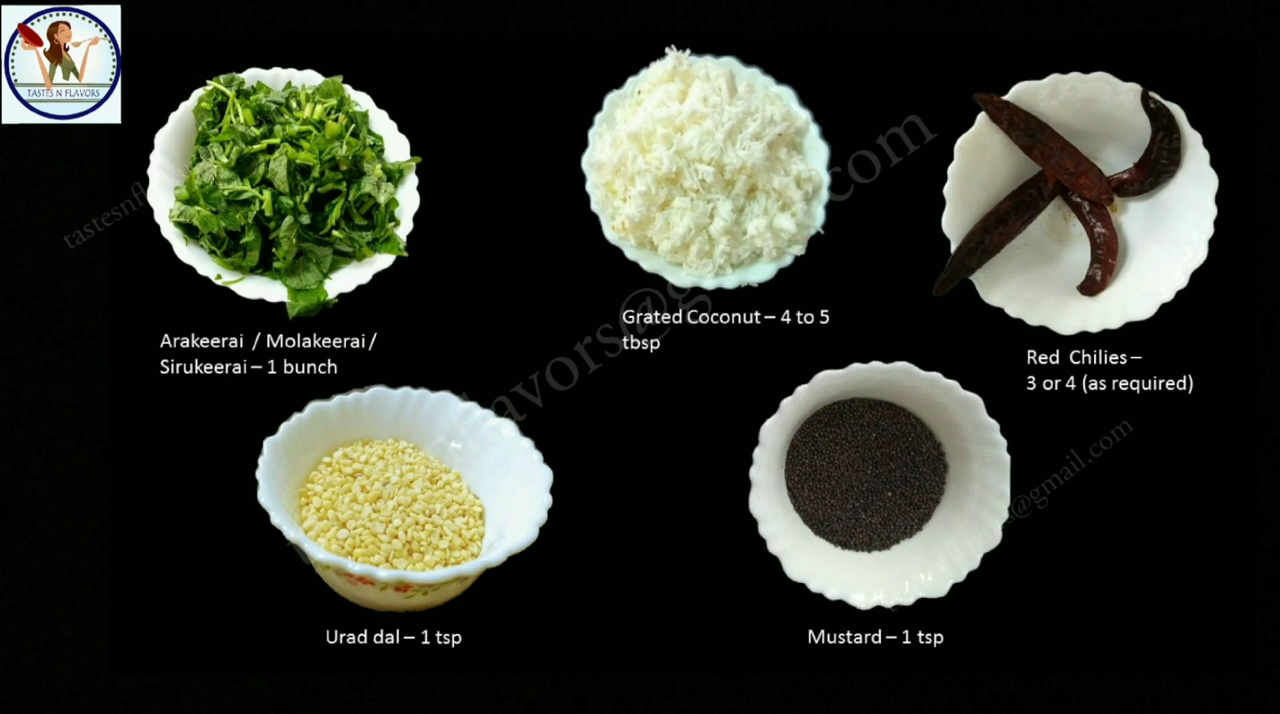 TASTES N FLAVORS
Arakeerai / Molakeerai /
Sirukeerai – 1 bunch
Grated Coconut – 4 to 5
tbsp
Red Chilies –
3 or 4 (as required)
Urad dal – 1 tsp
Mustard – 1 tsp